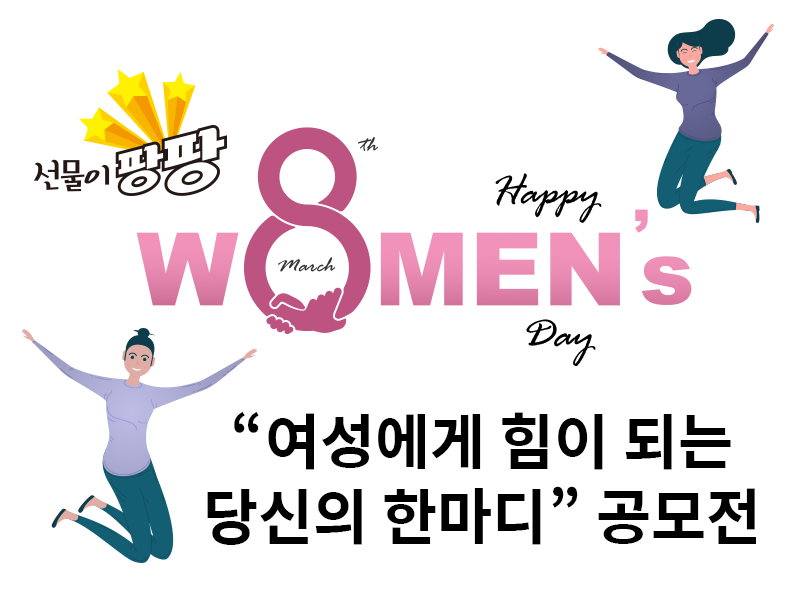 선물이팡팡
8th
March
Happy
WOMEN's
Day
“여성에게 힘이 되는
당신의 한마디” 공모전